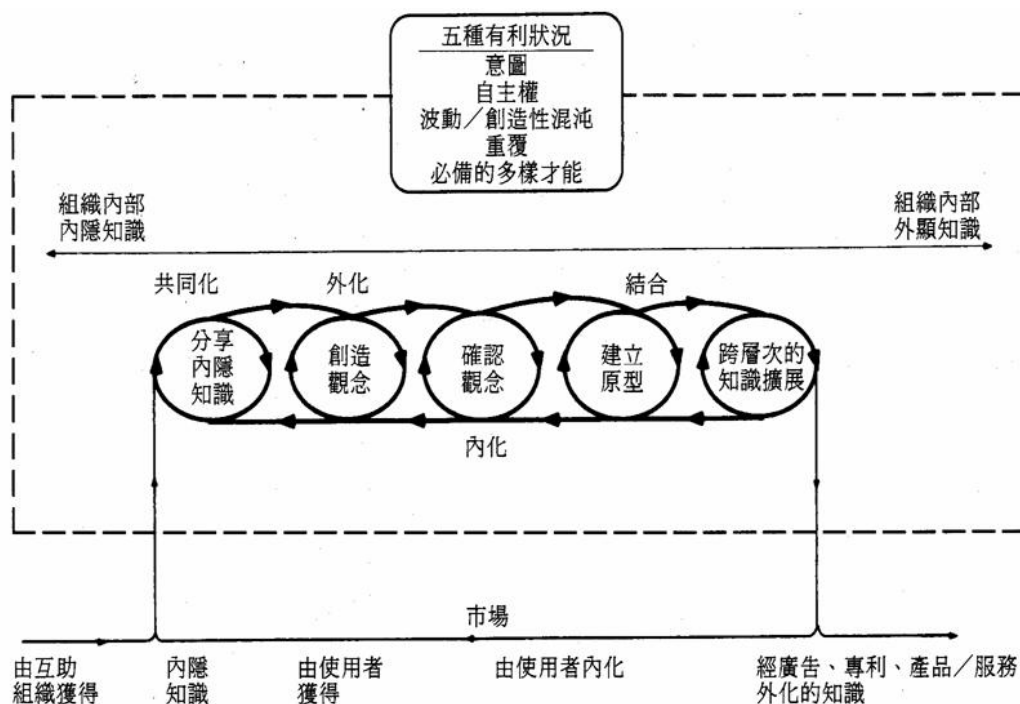 五種有利狀況
意圖
自主權
波動／創造性混沌
重覆
必備的多樣才能
組織內部
內隱知識
組織內部
外顯知識
共同化
外化
結合
分享
內隱
知識
創造
觀念
確認
觀念
建立
原型
跨層次的
知識擴展
內化
市場
由互助
組織獲得
內隱
知識
由使用者
獲得
由使用者內化
經廣告、專利、產品／服務
外化的知識